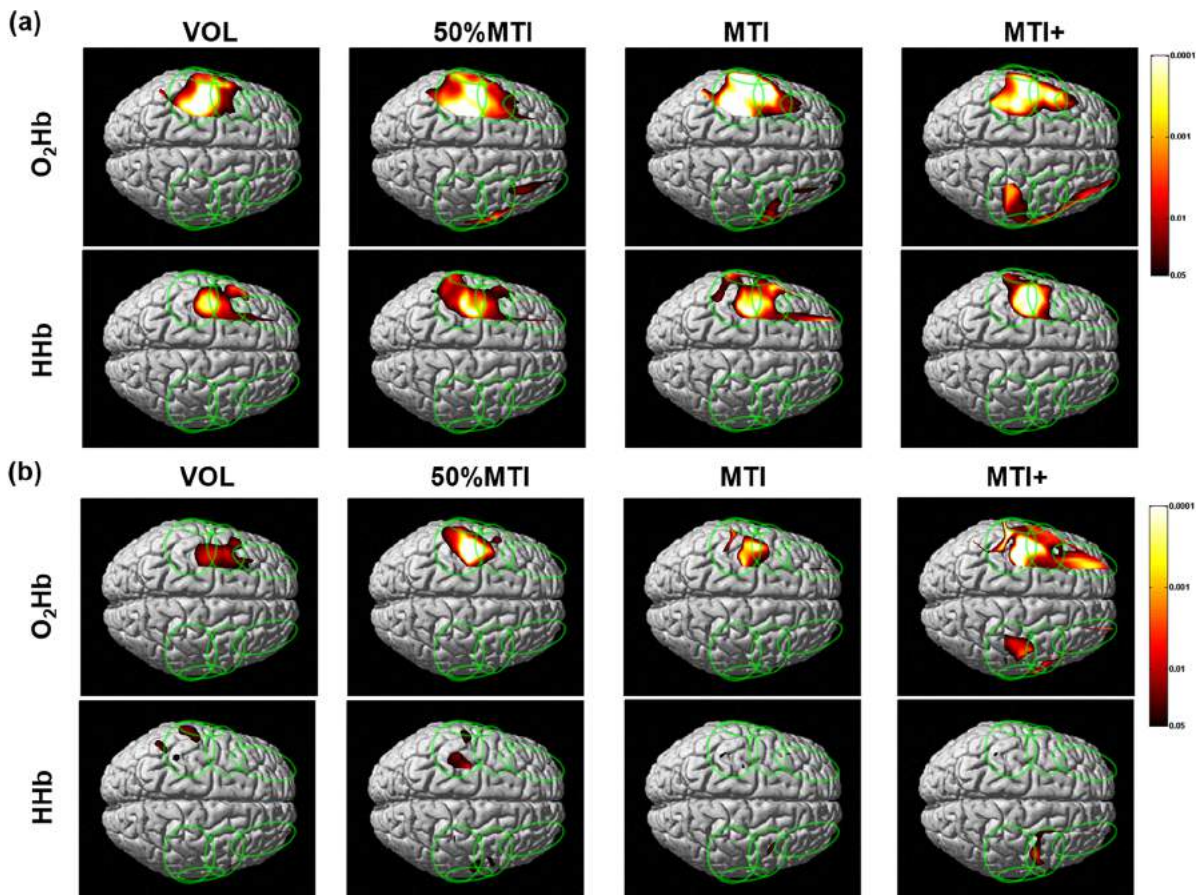 (a)
VOL 50%MTI MTI MTI+
O₂Hb
0.0001
0.001
0.01
0.05
HHb
(b)
VOL 50%MTI MTI MTI+
O₂Hb
0.0001
0.001
0.01
0.05
HHb